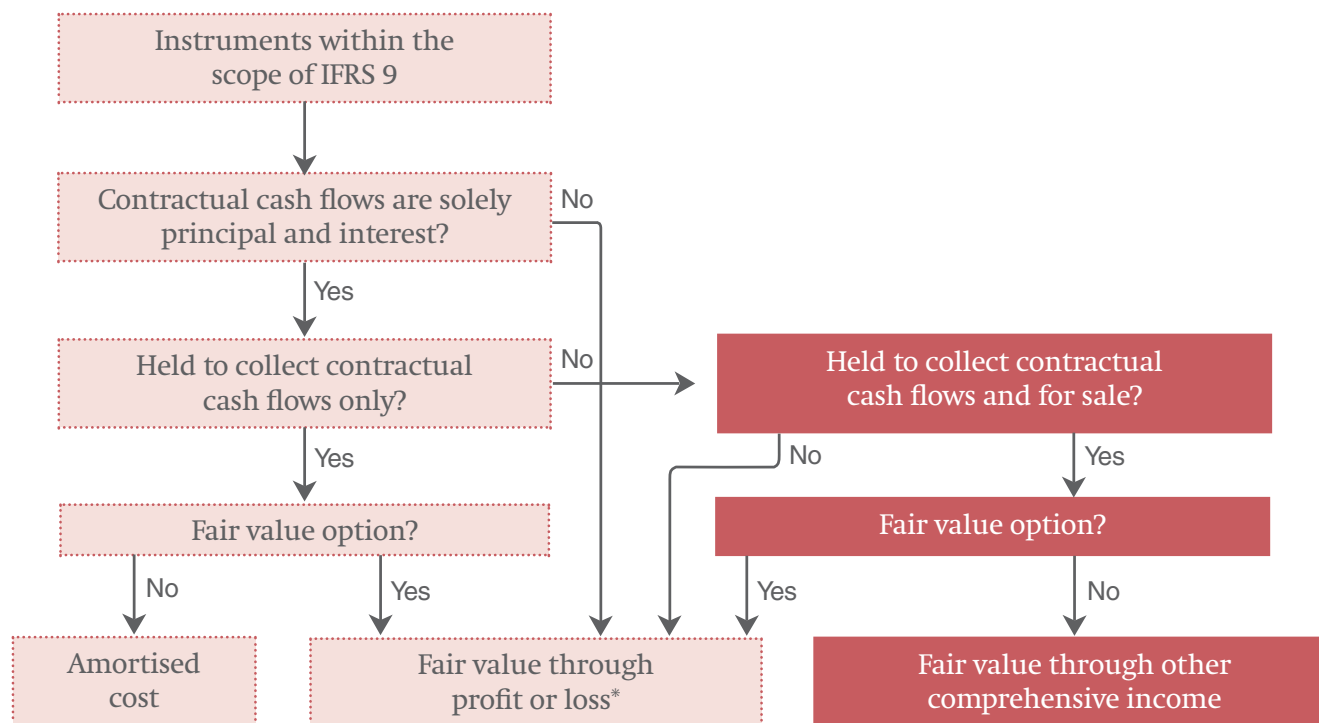 Instruments within the
scope of IFRS 9
Contractual cash flows are solely
principal and interest?
No
Yes
Held to collect contractual
cash flows only?
No
Held to collect contractual
cash flows and for sale?
Yes
No
Yes
Fair value option?
Fair value option?
No
Yes
Yes
No
Amortised
cost
Fair value through
profit or loss*
Fair value through other
comprehensive income